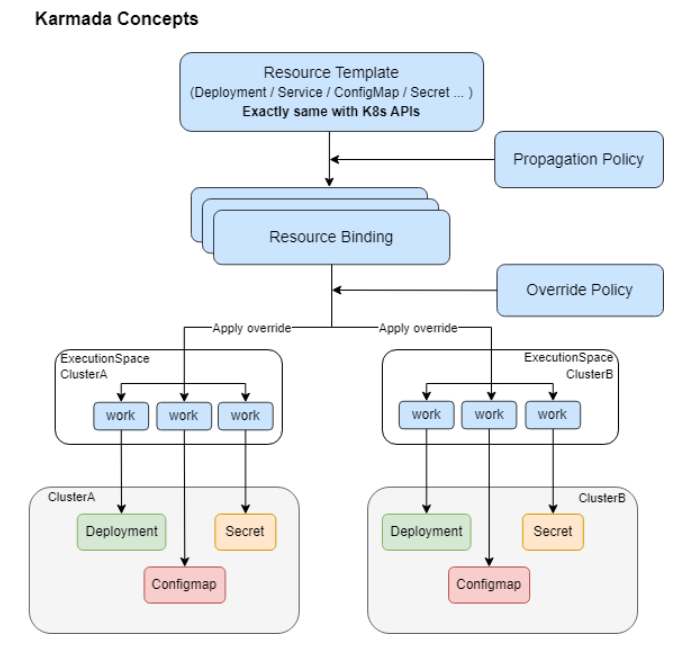 Karmada Concepts
Resource Template
(Deployment / Service / ConfigMap / Secret ... )
Exactly same with K8s APIs
Propagation Policy
Resource Binding
Override Policy
Apply override
Apply override
ExecutionSpace
ClusterA
work
work
work
ExecutionSpace
ClusterB
work
work
work
ClusterA
Deployment
Secret
Configmap
ClusterB
Deployment
Secret
Configmap